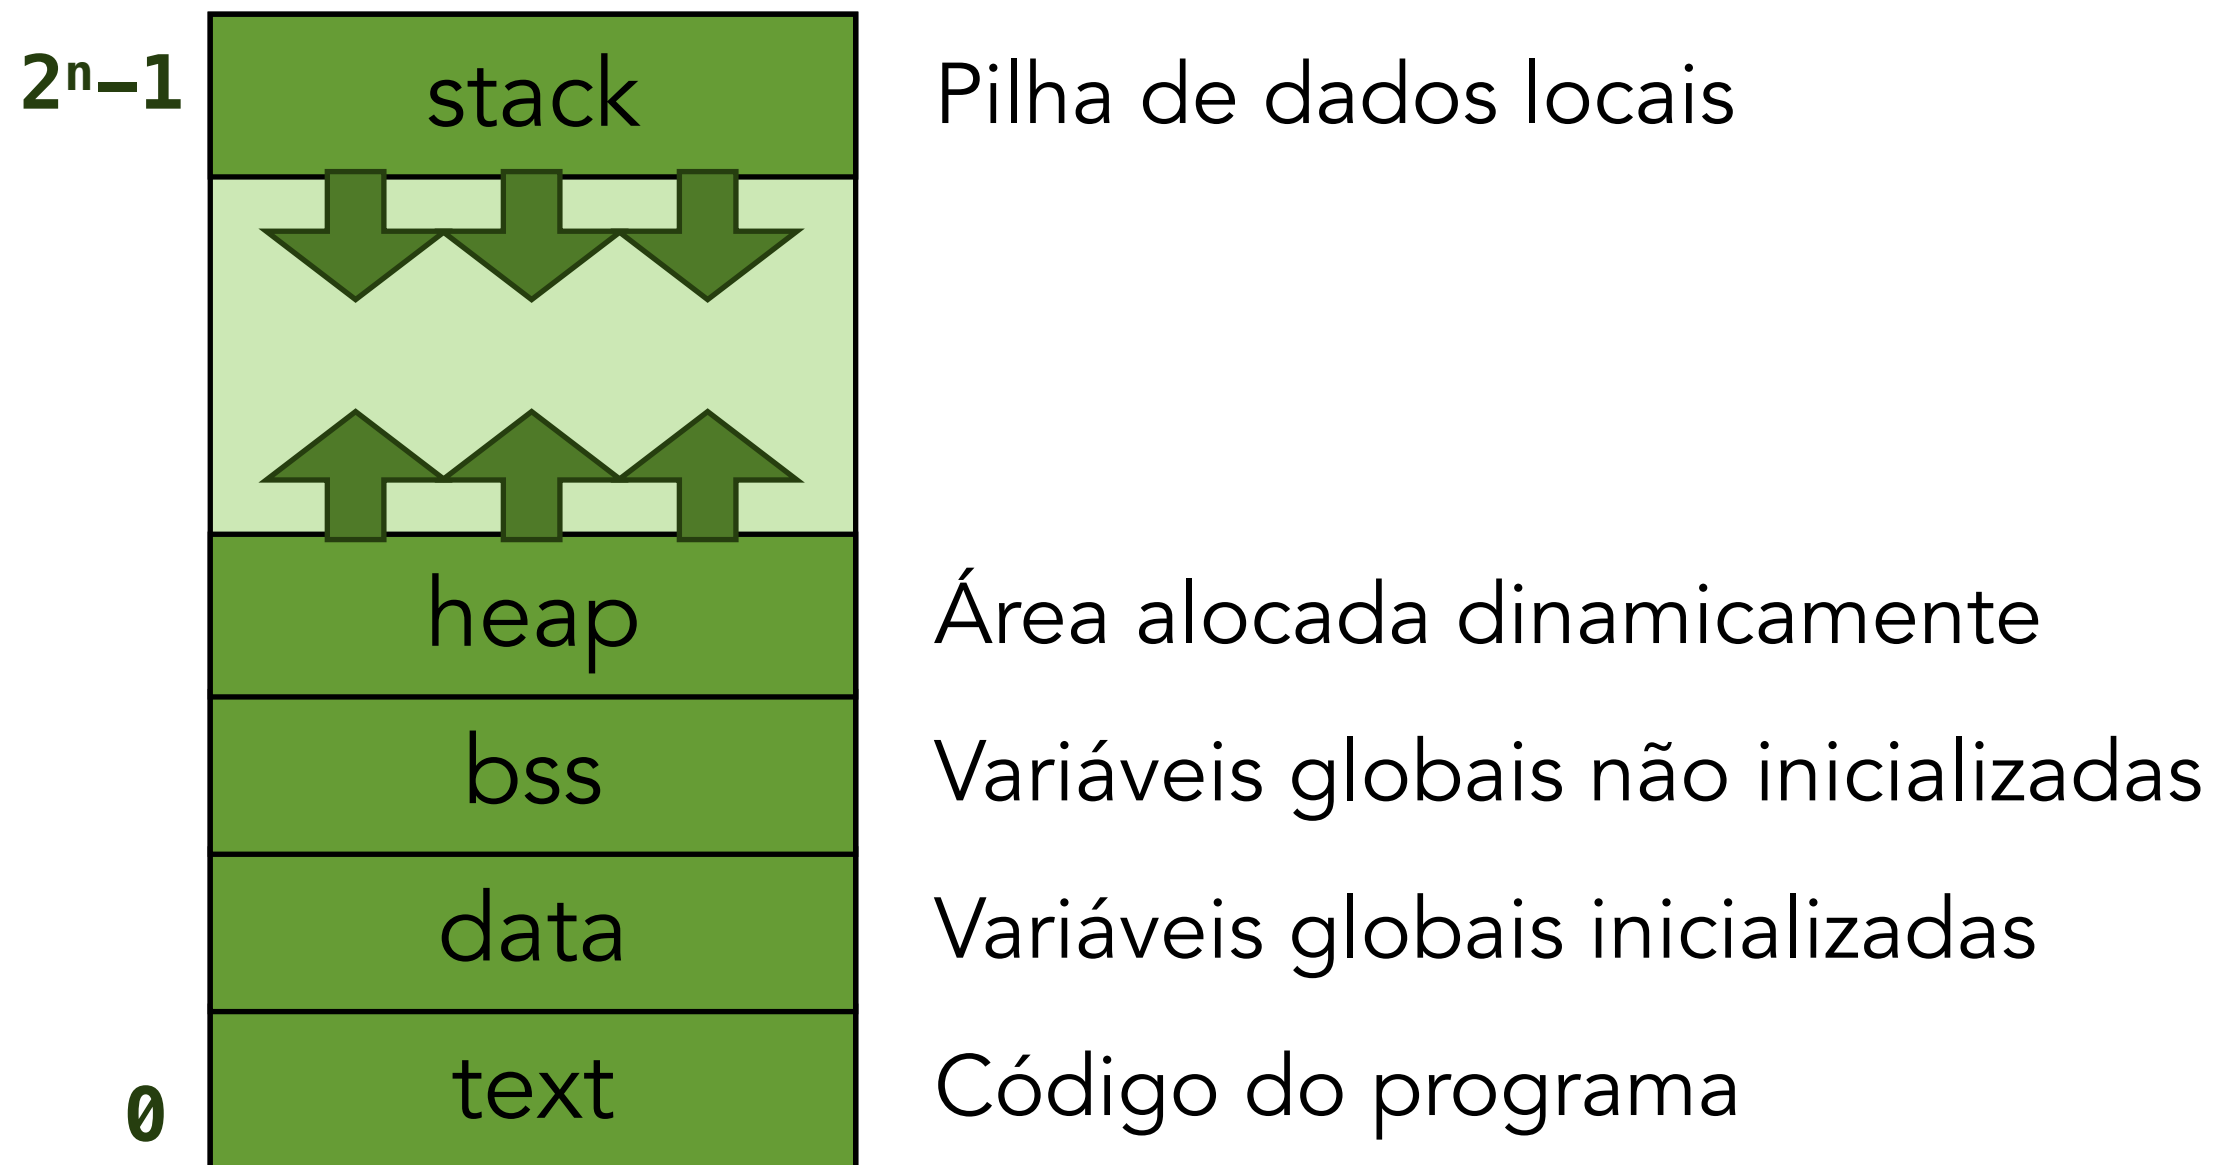 2ⁿ–1
stack
Pilha de dados locais
heap
Área alocada dinamicamente
bss
Variáveis globais não inicializadas
data
Variáveis globais inicializadas
text
Código do programa
0